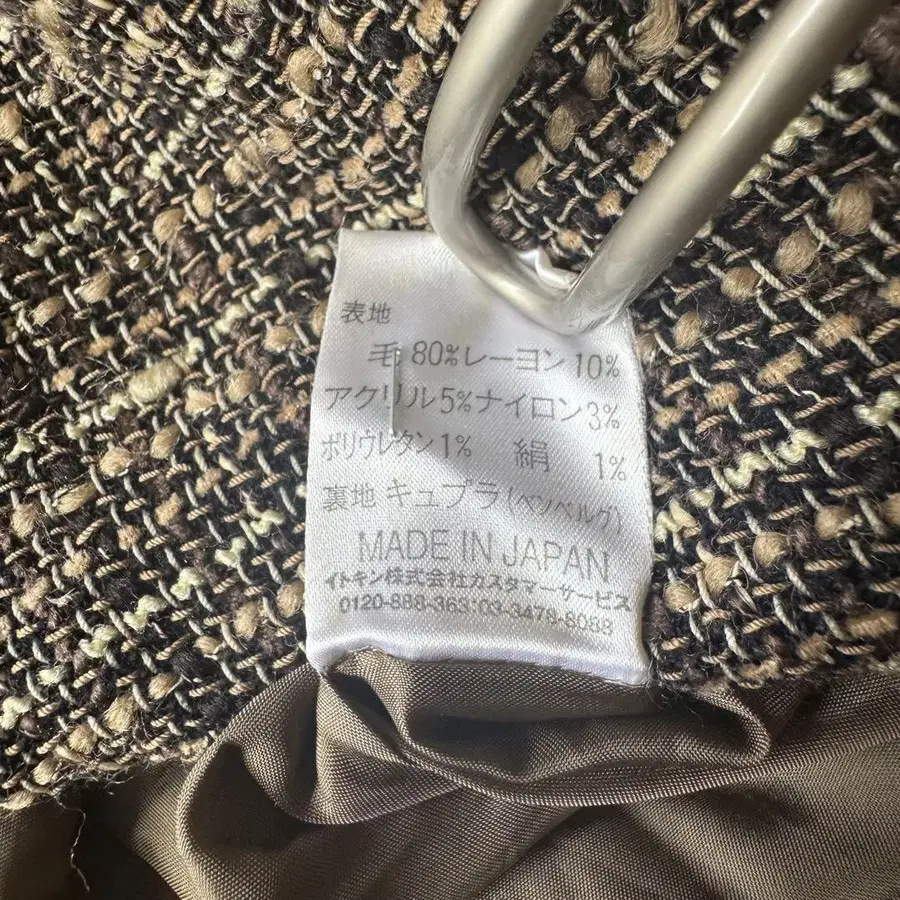 表地
毛 80% レーヨン 10%
アクリル 5% ナイロン 3%
ポリウレタン 1% 絹 1%
裏地 キュプラ(ベンベルグ)
MADE IN JAPAN
イトキン株式会社カスタマーサービス
0120-888-363:03-3478-8088